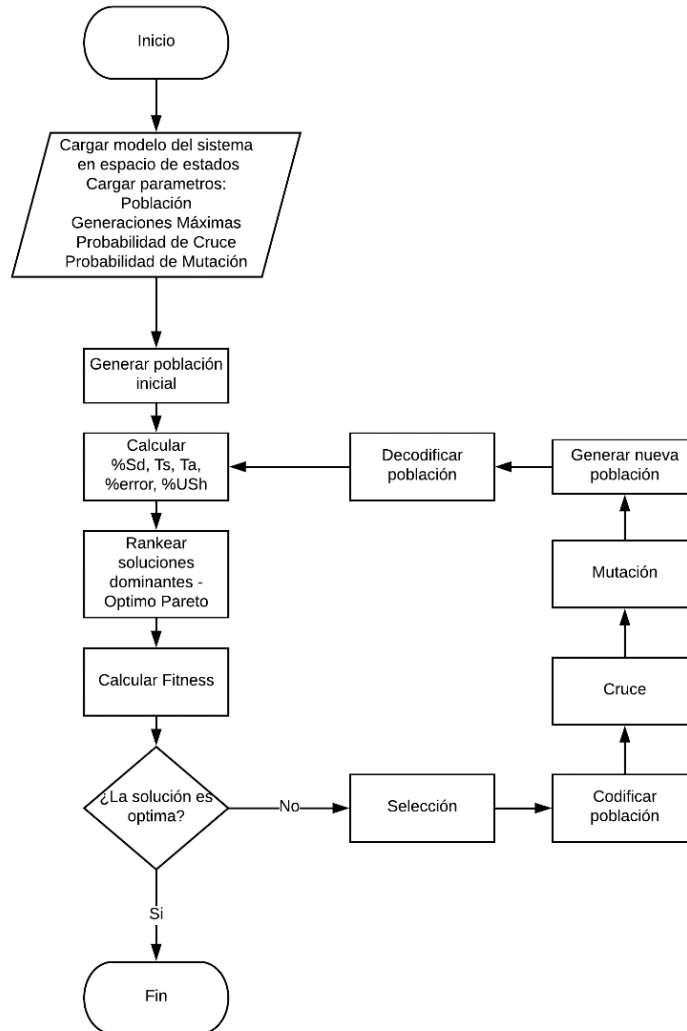 Inicio
Cargar modelo del sistema
en espacio de estados
Cargar parametros:
Población
Generaciones Máximas
Probabilidad de Cruce
Probabilidad de Mutación
Generar población
inicial
Calcular
%Sd, Ts, Ta,
%error, %USh
Decodificar
población
Generar nueva
población
Rankear
soluciones
dominantes -
Optimo Pareto
Mutación
Calcular Fitness
Cruce
¿La solución es
optima?
No
Selección
Codificar
población
Si
Fin